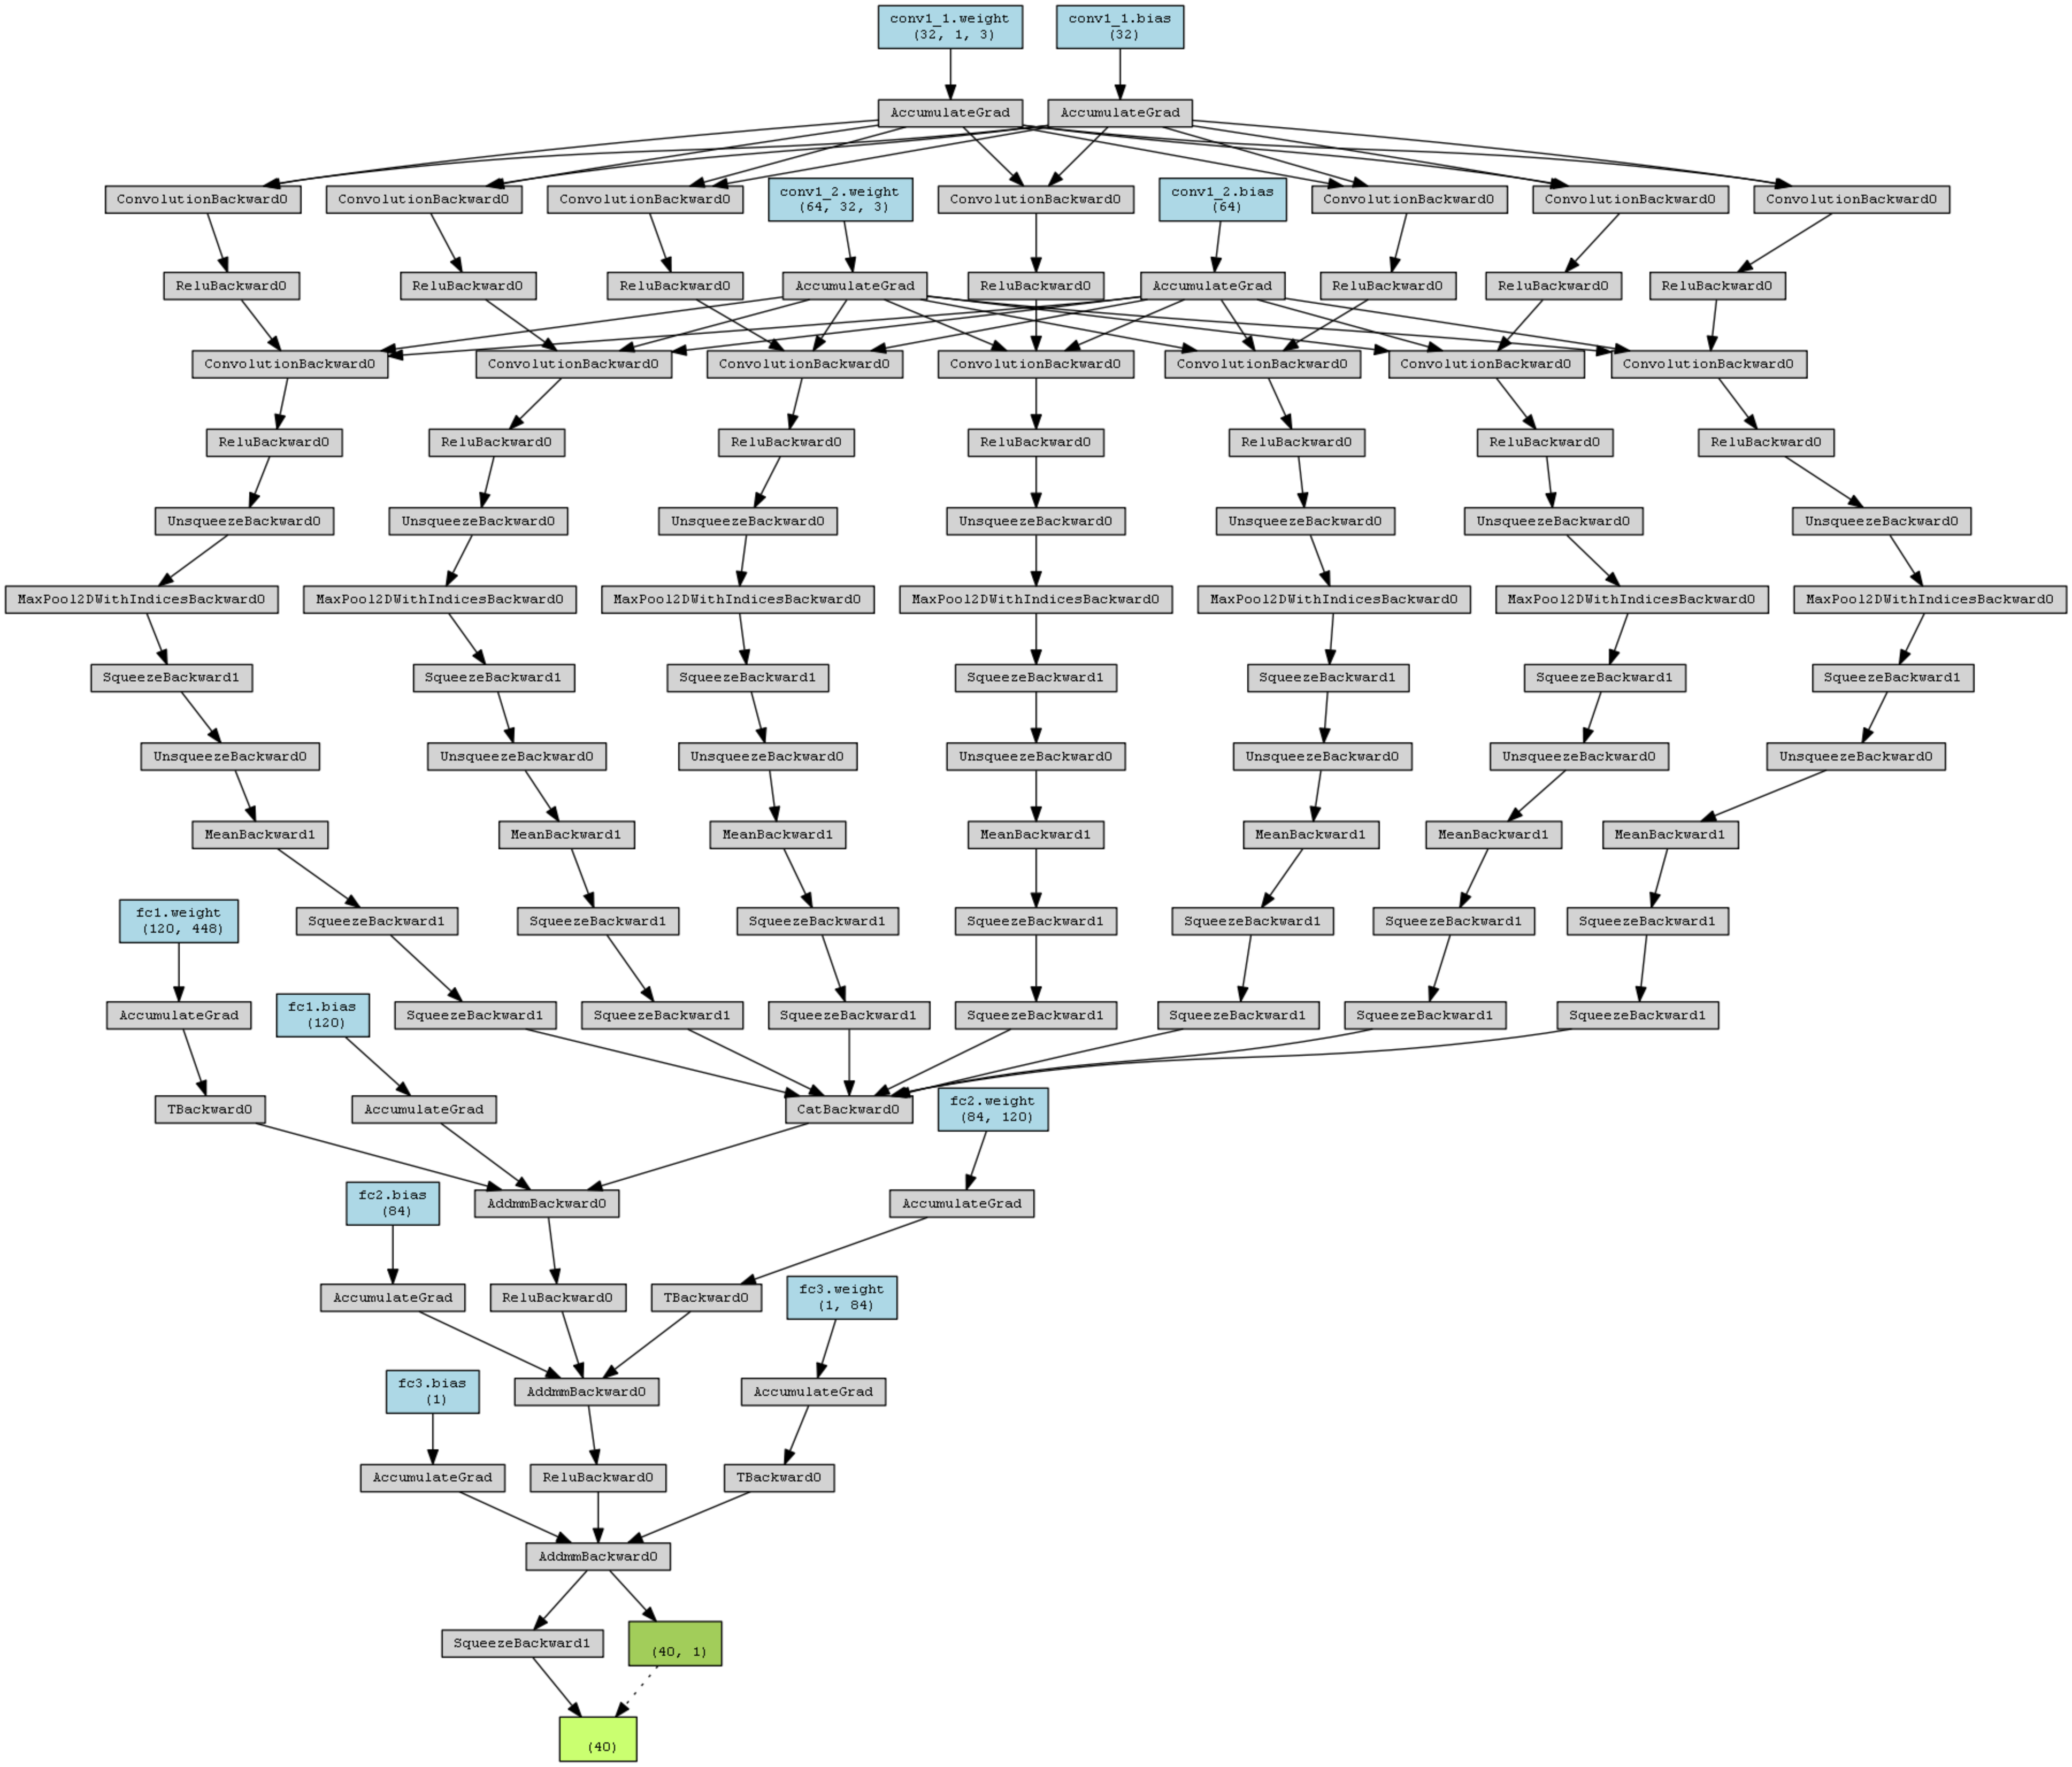 conv1_1.weight
(32, 1, 3)
conv1_1.bias
(32)
AccumulateGrad
AccumulateGrad
ConvolutionBackward0
ConvolutionBackward0
ConvolutionBackward0
conv1_2.weight
(64, 32, 3)
ConvolutionBackward0
conv1_2.bias
(64)
ConvolutionBackward0
ConvolutionBackward0
ConvolutionBackward0
ReluBackward0
ReluBackward0
ReluBackward0
AccumulateGrad
ReluBackward0
AccumulateGrad
ReluBackward0
ReluBackward0
ReluBackward0
ConvolutionBackward0
ConvolutionBackward0
ConvolutionBackward0
ConvolutionBackward0
ConvolutionBackward0
ConvolutionBackward0
ConvolutionBackward0
ReluBackward0
ReluBackward0
ReluBackward0
ReluBackward0
ReluBackward0
ReluBackward0
ReluBackward0
UnsqueezeBackward0
UnsqueezeBackward0
UnsqueezeBackward0
UnsqueezeBackward0
UnsqueezeBackward0
UnsqueezeBackward0
UnsqueezeBackward0
MaxPool2DWithIndicesBackward0
MaxPool2DWithIndicesBackward0
MaxPool2DWithIndicesBackward0
MaxPool2DWithIndicesBackward0
MaxPool2DWithIndicesBackward0
MaxPool2DWithIndicesBackward0
MaxPool2DWithIndicesBackward0
SqueezeBackward1
SqueezeBackward1
SqueezeBackward1
SqueezeBackward1
SqueezeBackward1
SqueezeBackward1
SqueezeBackward1
UnsqueezeBackward0
UnsqueezeBackward0
UnsqueezeBackward0
UnsqueezeBackward0
UnsqueezeBackward0
UnsqueezeBackward0
UnsqueezeBackward0
MeanBackward1
MeanBackward1
MeanBackward1
MeanBackward1
MeanBackward1
MeanBackward1
MeanBackward1
fc1.weight
(120, 448)
SqueezeBackward1
SqueezeBackward1
SqueezeBackward1
SqueezeBackward1
SqueezeBackward1
SqueezeBackward1
SqueezeBackward1
AccumulateGrad
fc1.bias
(120)
SqueezeBackward1
SqueezeBackward1
SqueezeBackward1
SqueezeBackward1
SqueezeBackward1
SqueezeBackward1
SqueezeBackward1
TBackward0
AccumulateGrad
CatBackward0
fc2.weight
(84, 120)
fc2.bias
(84)
AddmmBackward0
AccumulateGrad
AccumulateGrad
ReluBackward0
TBackward0
fc3.weight
(1, 84)
fc3.bias
(1)
AddmmBackward0
AccumulateGrad
AccumulateGrad
ReluBackward0
TBackward0
AddmmBackward0
SqueezeBackward1
(40, 1)
(40)